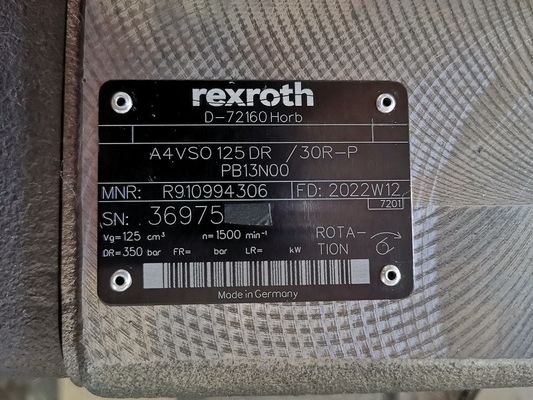 rexroth
D-72160 Horb
A4VSO 125 DR /30R-P
PB13N00
MNR: R910994306 FD: 2022W12
SN: 36975 7201
Vg=125 cm³ n=1500 min⁻¹ ROTA-
DR=350 bar FR= bar LR= kW TION
Made in Germany